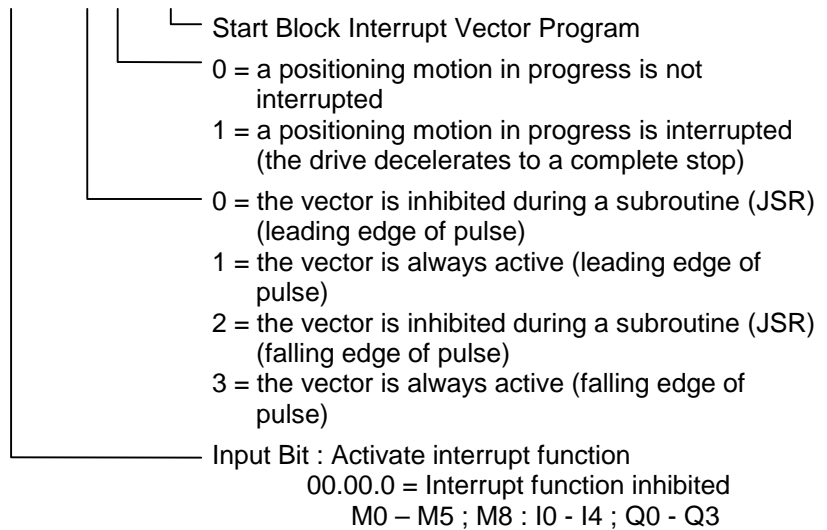 Start Block Interrupt Vector Program
0 = a positioning motion in progress is not
interrupted
1 = a positioning motion in progress is interrupted
(the drive decelerates to a complete stop)
0 = the vector is inhibited during a subroutine (JSR)
(leading edge of pulse)
1 = the vector is always active (leading edge of
pulse)
2 = the vector is inhibited during a subroutine (JSR)
(falling edge of pulse)
3 = the vector is always active (falling edge of
pulse)
Input Bit : Activate interrupt function
00.00.0 = Interrupt function inhibited
M0 – M5 ; M8 : I0 - I4 ; Q0 - Q3